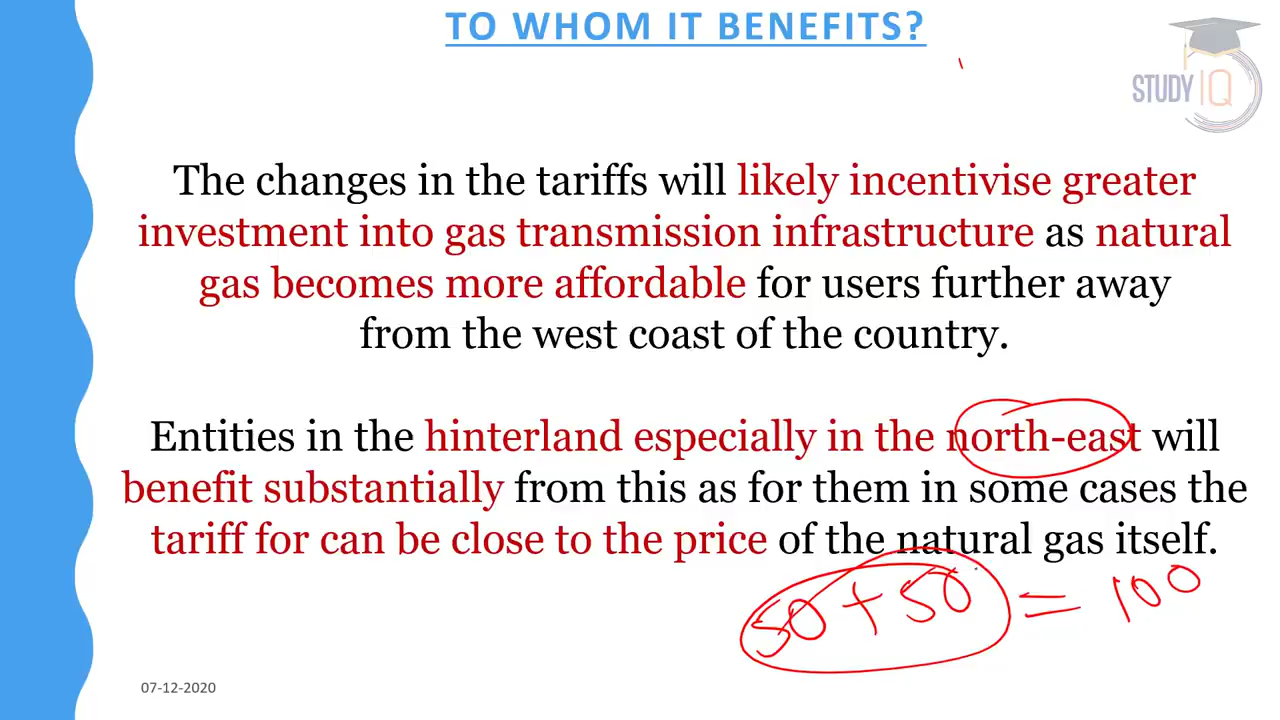 TO WHOM IT BENEFITS?
STUDY IQ
The changes in the tariffs will likely incentivise greater
investment into gas transmission infrastructure as natural
gas becomes more affordable for users further away
from the west coast of the country.
Entities in the hinterland especially in the north-east will
benefit substantially from this as for them in some cases the
tariff for can be close to the price of the natural gas itself.
50 + 50 = 100
07-12-2020